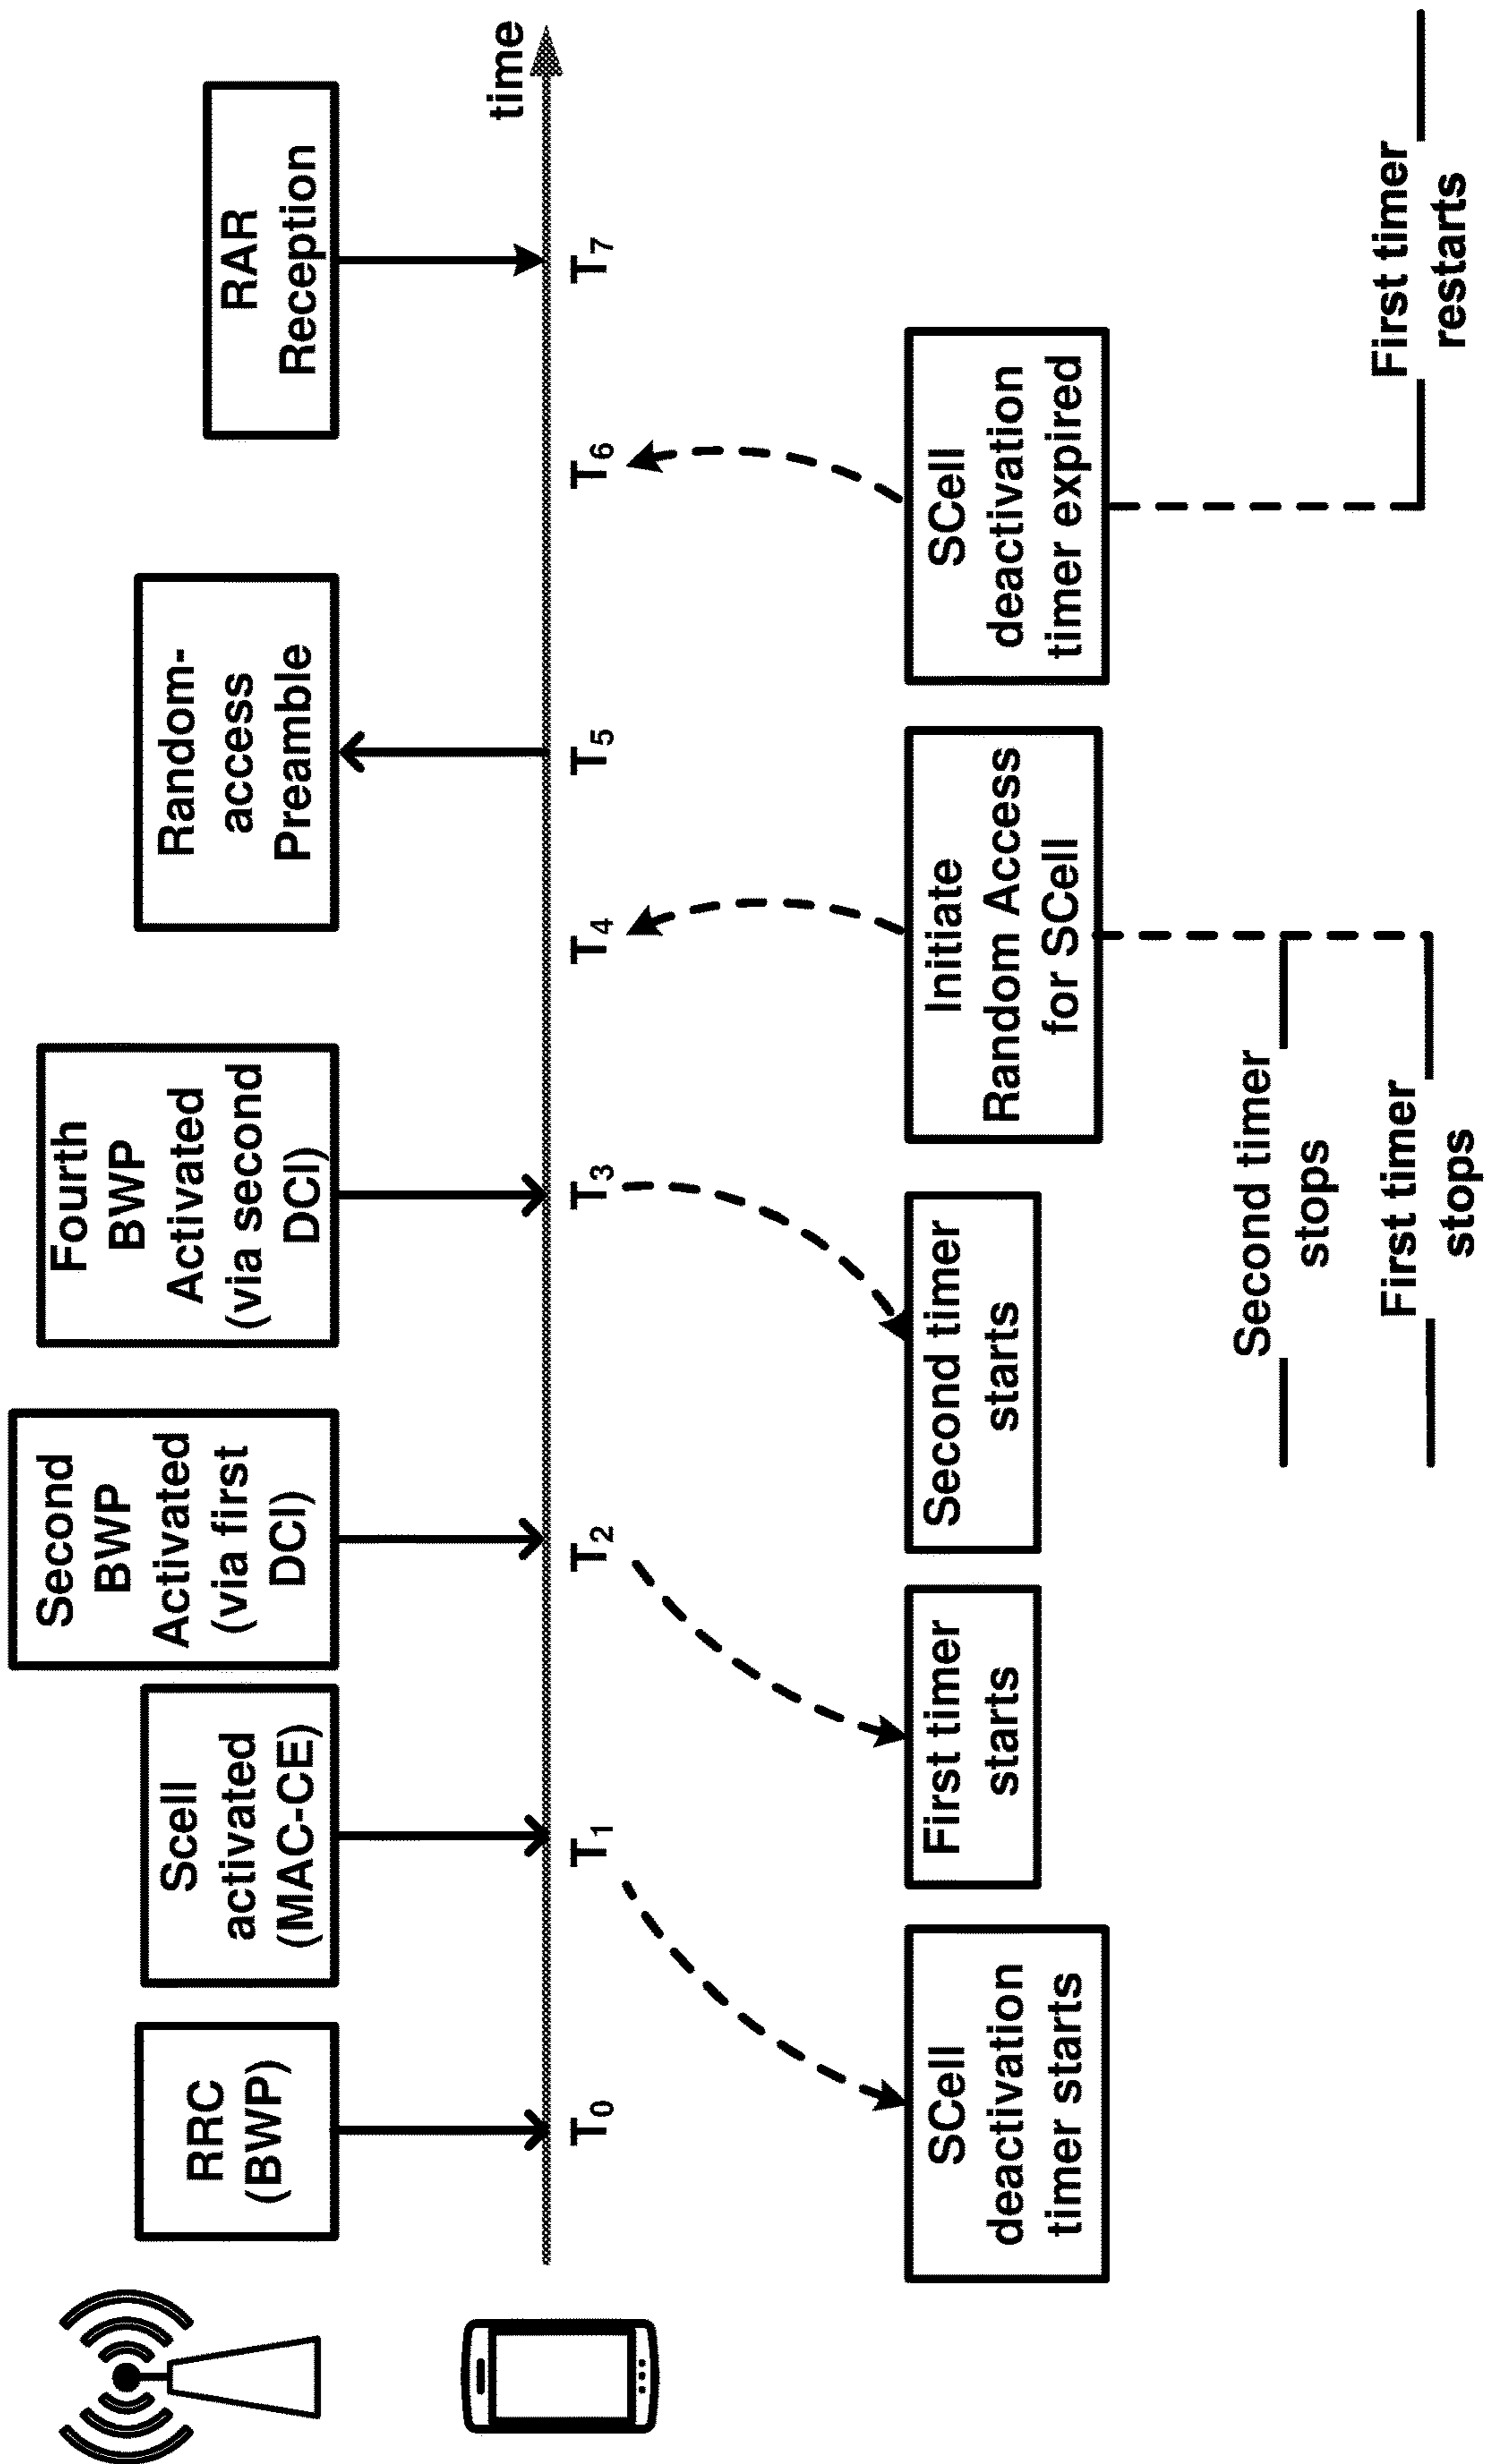 RRC
(BWP)
Scell
activated
(MAC-CE)
Second
BWP
Activated
(via first
DCI)
Fourth
BWP
Activated
(via second
DCI)
Random-
access
Preamble
RAR
Reception
time
T0
T1
T2
T3
T4
T5
T6
T7
SCell
deactivation
timer starts
First timer
starts
Second timer
starts
Initiate
Random Access
for SCell
SCell
deactivation
timer expired
Second timer
stops
First timer
stops
First timer
restarts